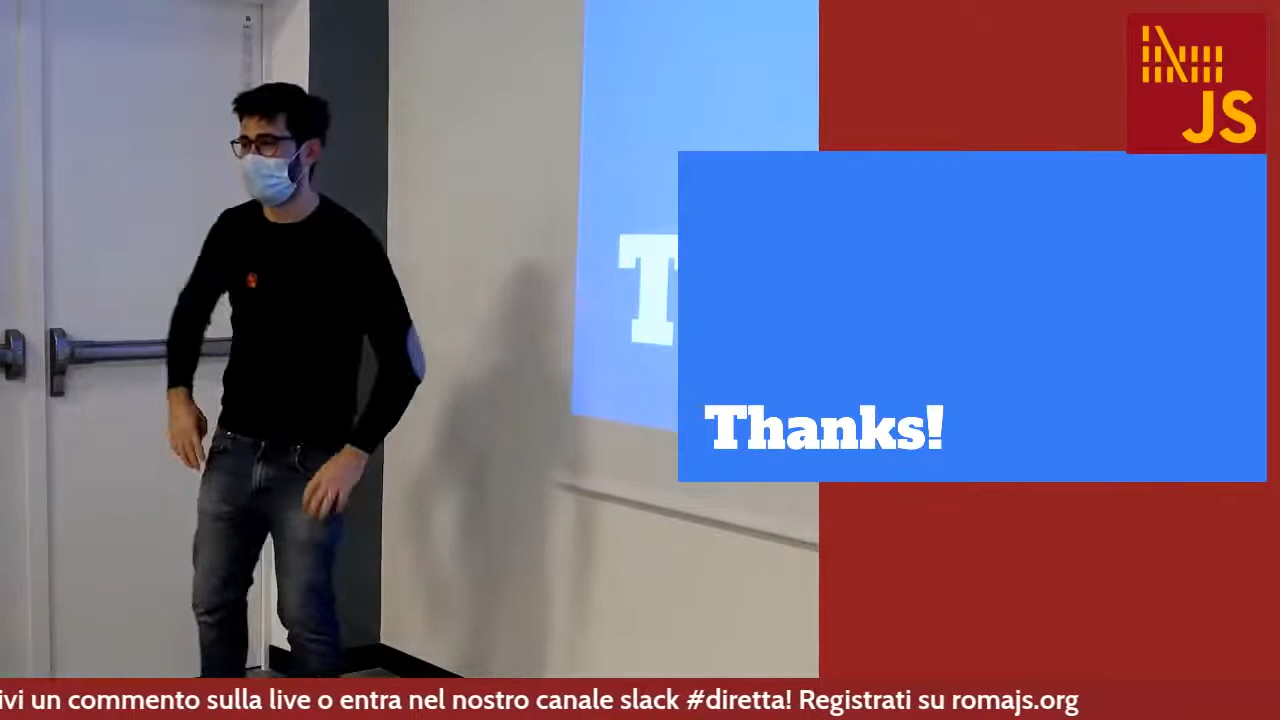 JS
T
Thanks!
ivi un commento sulla live o entra nel nostro canale slack #diretta! Registrati su romajs.org